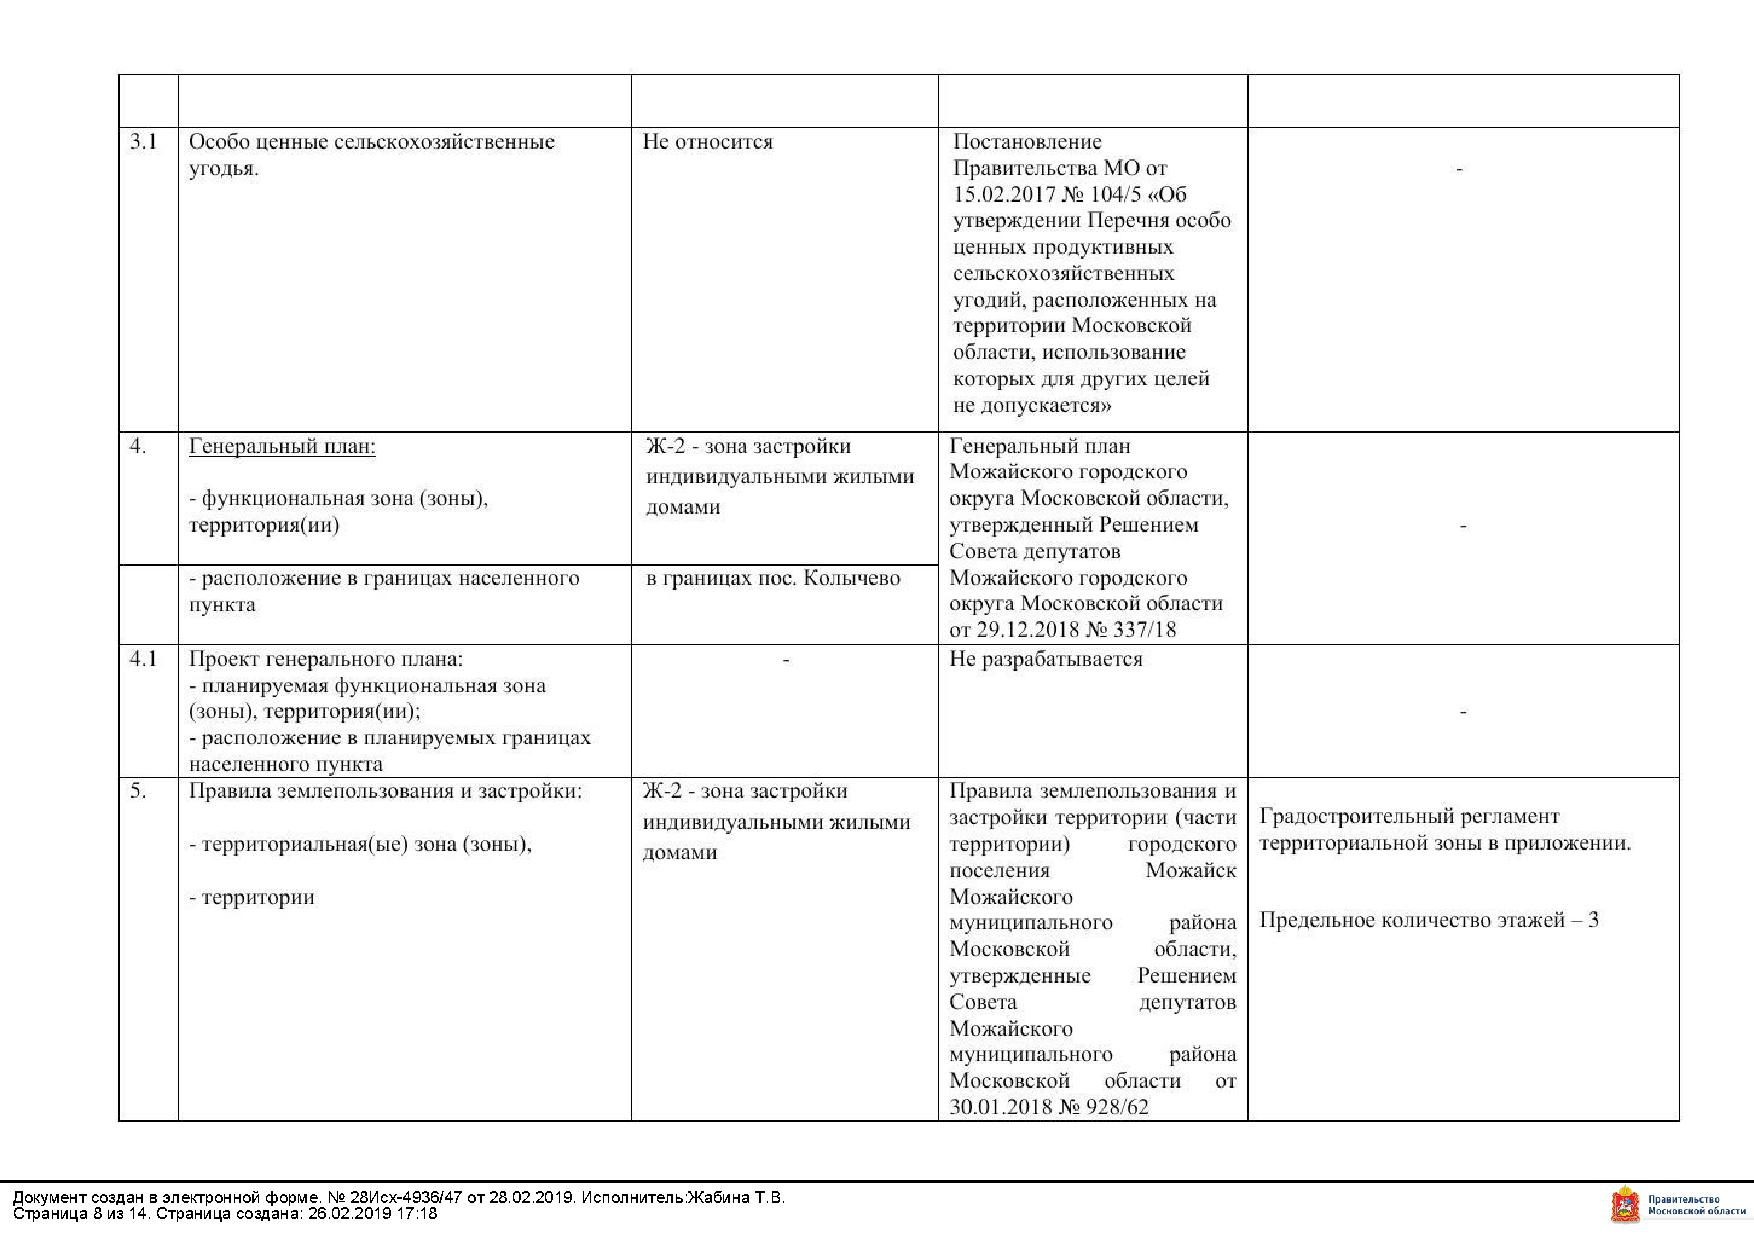 3.1
Особо ценные сельскохозяйственные
угодья.
Не относится
Постановление
Правительства МО от
15.02.2017 № 104/5 «Об
утверждении Перечня особо
ценных продуктивных
сельскохозяйственных
угодий, расположенных на
территории Московской
области, использование
которых для других целей
не допускается»
-
4.
Генеральный план:
- функциональная зона (зоны),
территория(ии)
Ж-2 - зона застройки
индивидуальными жилыми
домами
Генеральный план
Можайского городского
округа Московской области,
утвержденный Решением
Совета депутатов
Можайского городского
округа Московской области
от 29.12.2018 № 337/18
-
- расположение в границах населенного
пункта
в границах пос. Колычево
4.1
Проект генерального плана:
- планируемая функциональная зона
(зоны), территория(ии);
- расположение в планируемых границах
населенного пункта
-
Не разрабатывается
-
5.
Правила землепользования и застройки:
- территориальная(ые) зона (зоны),
- территории
Ж-2 - зона застройки
индивидуальными жилыми
домами
Правила землепользования и
застройки территории (части
территории) городского
поселения Можайск
Можайского
муниципального района
Московской области,
утвержденные Решением
Совета депутатов
Можайского
муниципального района
Московской области от
30.01.2018 № 928/62
Градостроительный регламент
территориальной зоны в приложении.
Предельное количество этажей – 3
Документ создан в электронной форме. № 28Исх-4936/47 от 28.02.2019. Исполнитель:Жабина Т.В.
Страница 8 из 14. Страница создана: 26.02.2019 17:18
Правительство
Московской области